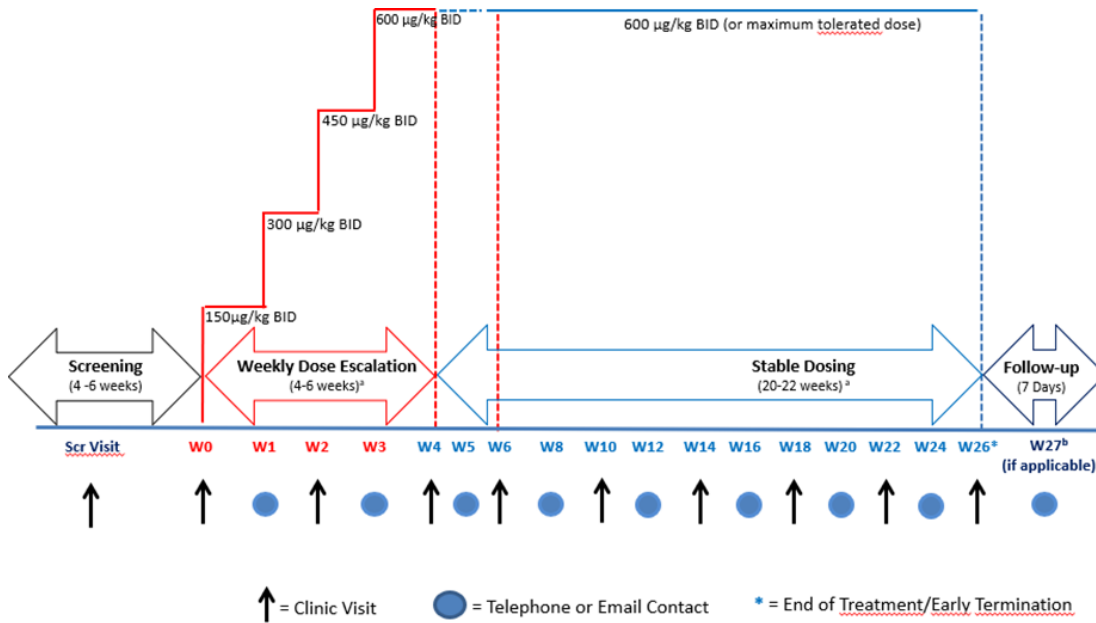 600 µg/kg BID
600 µg/kg BID (or maximum tolerated dose)
450 µg/kg BID
300 µg/kg BID
150µg/kg BID
Screening
(4 -6 weeks)
Weekly Dose Escalation
(4-6 weeks)ᵃ
Stable Dosing
(20-22 weeks) ᵃ
Follow-up
(7 Days)
Scr Visit W0 W1 W2 W3 W4 W5 W6 W8 W10 W12 W14 W16 W18 W20 W22 W24 W26* W27ᵇ
(if applicable)
= Clinic Visit
= Telephone or Email Contact
* = End of Treatment/Early Termination